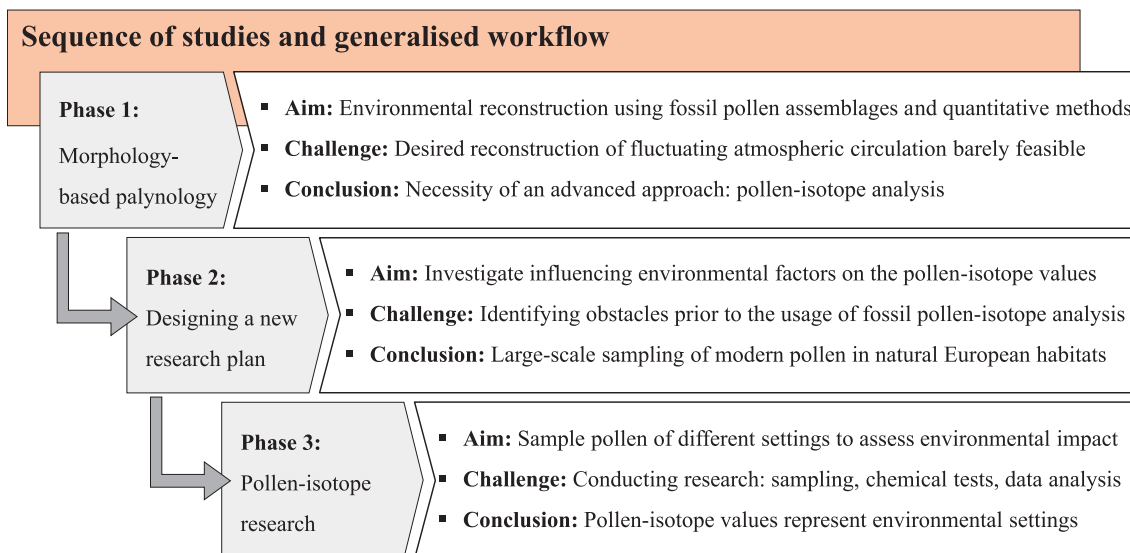 Sequence of studies and generalised workflow
Phase 1:
Morphology-
based palynology
▪ Aim: Environmental reconstruction using fossil pollen assemblages and quantitative methods
▪ Challenge: Desired reconstruction of fluctuating atmospheric circulation barely feasible
▪ Conclusion: Necessity of an advanced approach: pollen-isotope analysis
Phase 2:
Designing a new
research plan
▪ Aim: Investigate influencing environmental factors on the pollen-isotope values
▪ Challenge: Identifying obstacles prior to the usage of fossil pollen-isotope analysis
▪ Conclusion: Large-scale sampling of modern pollen in natural European habitats
Phase 3:
Pollen-isotope
research
▪ Aim: Sample pollen of different settings to assess environmental impact
▪ Challenge: Conducting research: sampling, chemical tests, data analysis
▪ Conclusion: Pollen-isotope values represent environmental settings